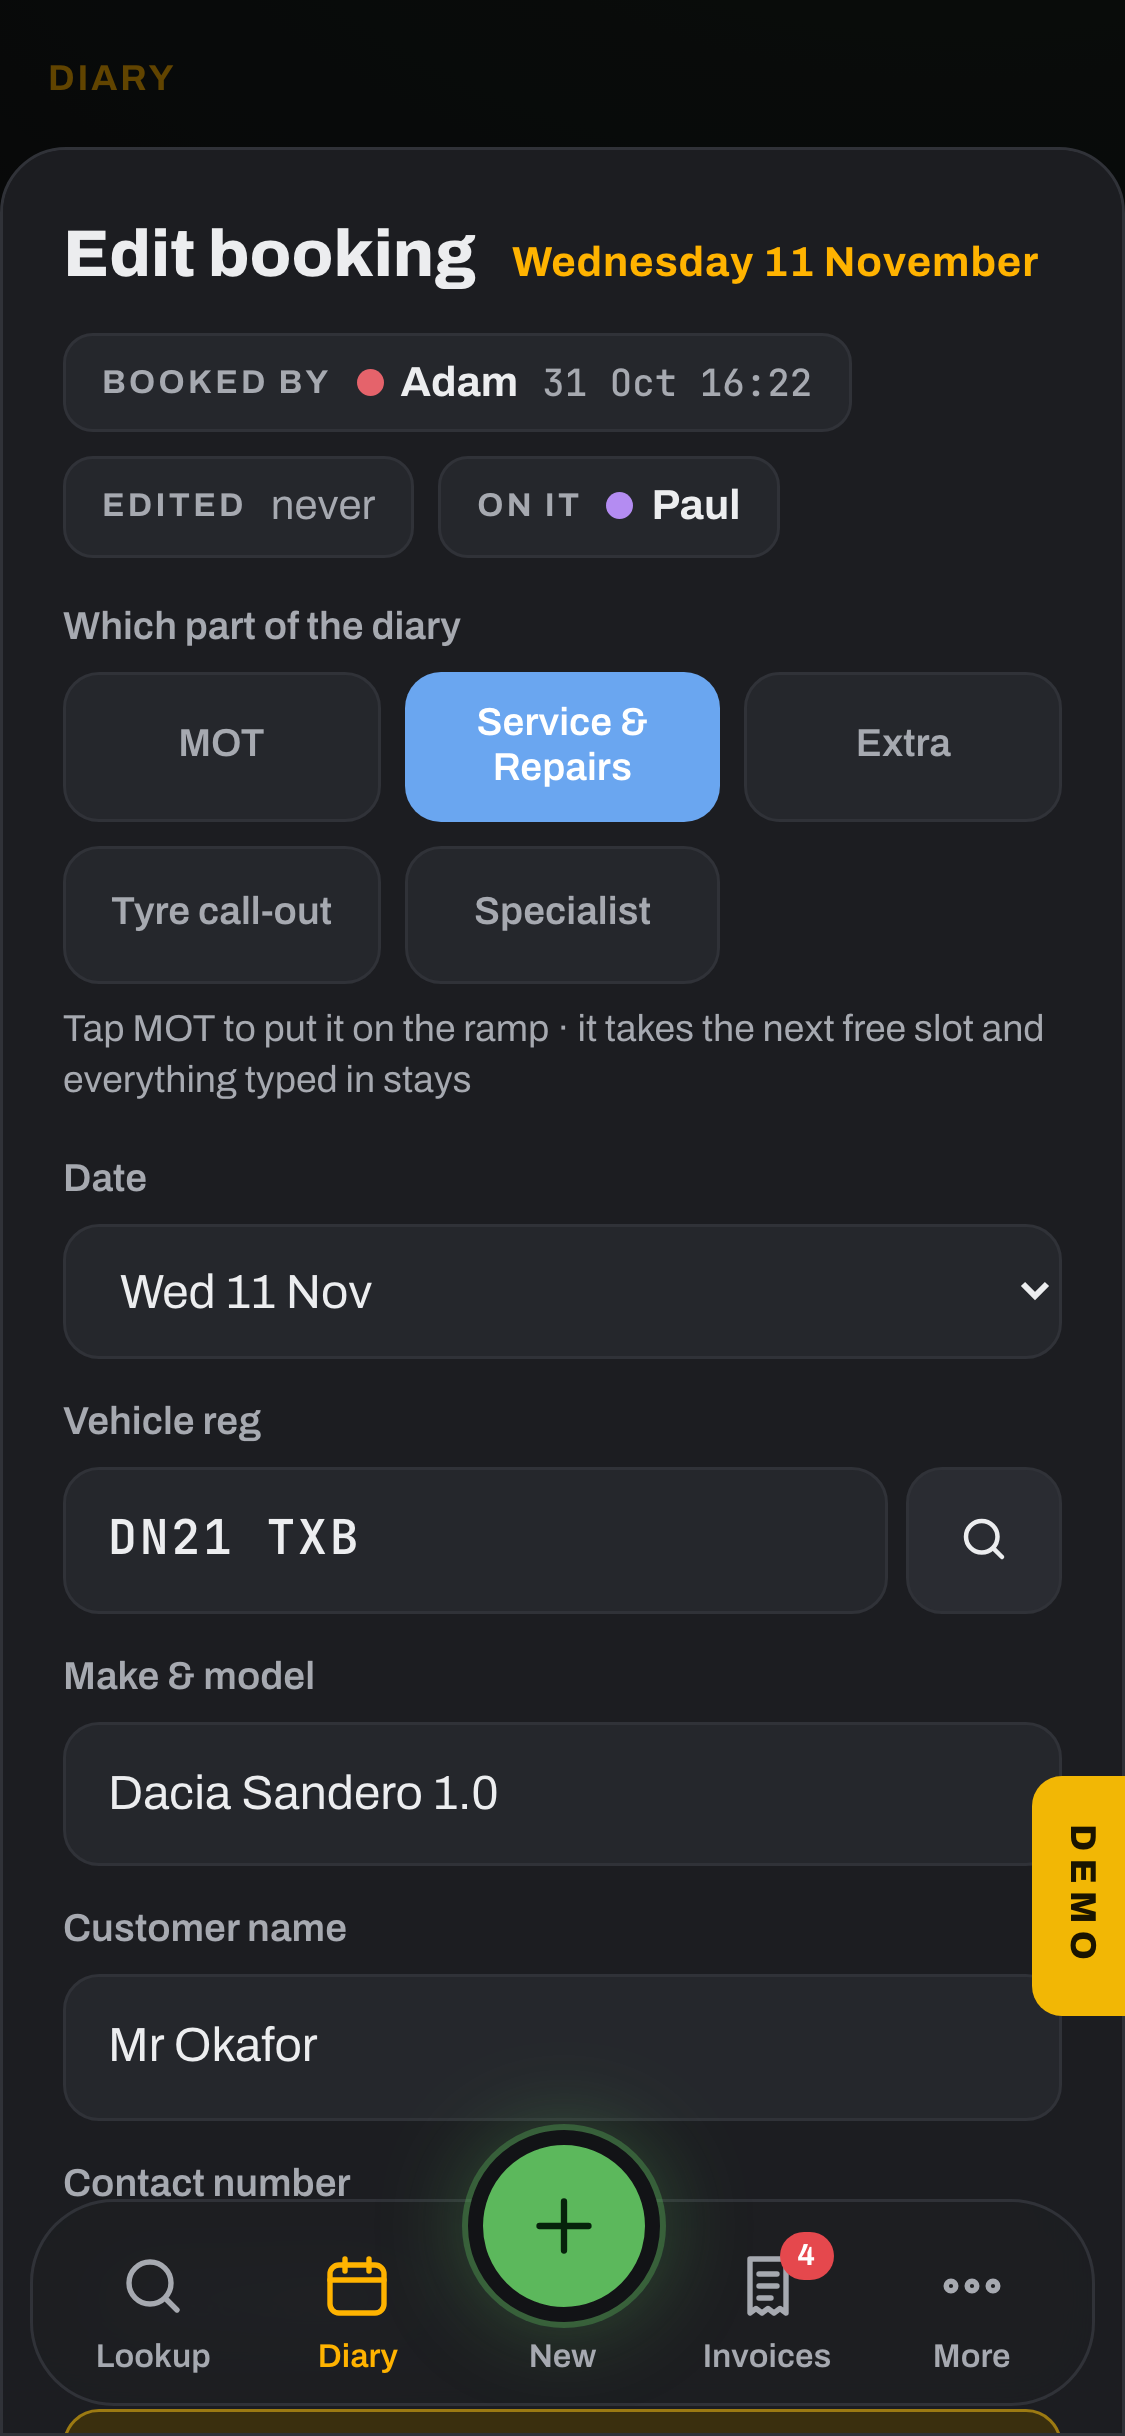 DIARY
Edit booking Wednesday 11 November
BOOKED BY Adam 31 Oct 16:22
EDITED never ON IT Paul
Which part of the diary
MOT
Service &
Repairs
Extra
Tyre call-out
Specialist
Tap MOT to put it on the ramp · it takes the next free slot and
everything typed in stays
Date
Wed 11 Nov
Vehicle reg
DN21 TXB
Make & model
Dacia Sandero 1.0
DEMO
Customer name
Mr Okafor
Contact number
4
Lookup Diary New Invoices More